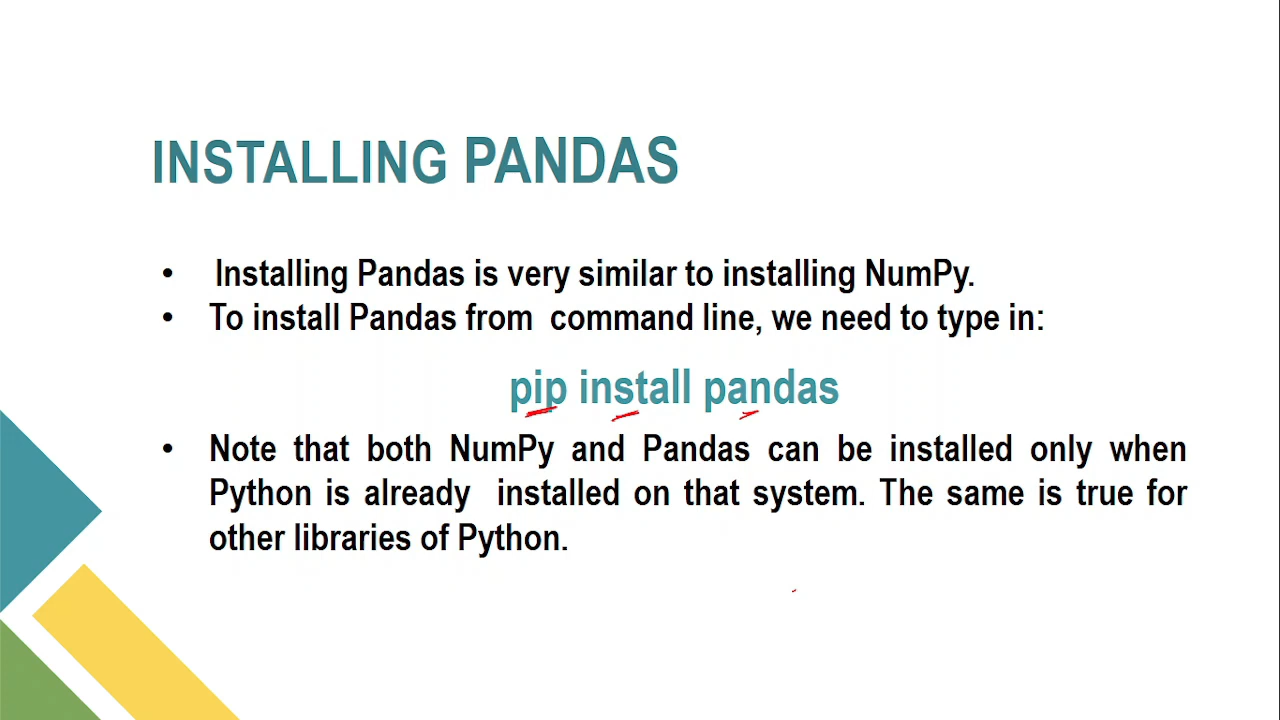 INSTALLING PANDAS
• Installing Pandas is very similar to installing NumPy.
• To install Pandas from command line, we need to type in:
pip install pandas
• Note that both NumPy and Pandas can be installed only when
Python is already installed on that system. The same is true for
other libraries of Python.